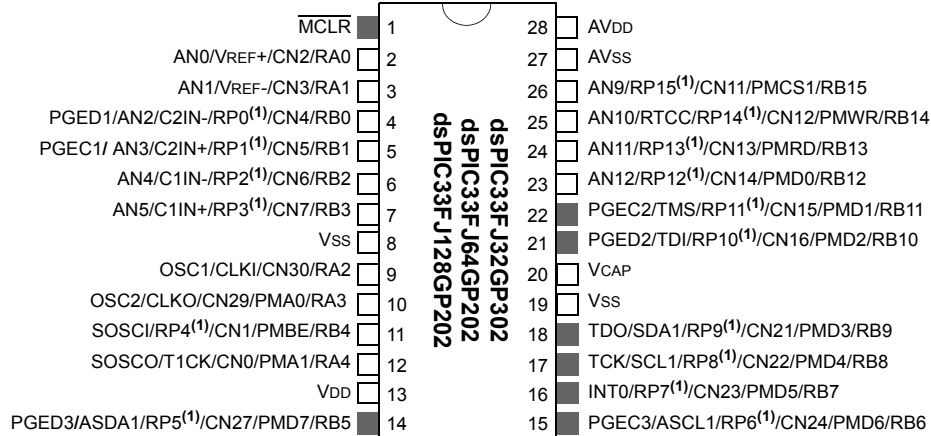 MCLR 1 28 AVDD
AN0/VREF+/CN2/RA0 2 27 AVSS
AN1/VREF-/CN3/RA1 3 26 AN9/RP15(1)/CN11/PMCS1/RB15
PGED1/AN2/C2IN-/RP0(1)/CN4/RB0 4 25 AN10/RTCC/RP14(1)/CN12/PMWR/RB14
PGEC1/ AN3/C2IN+/RP1(1)/CN5/RB1 5 24 AN11/RP13(1)/CN13/PMRD/RB13
AN4/C1IN-/RP2(1)/CN6/RB2 6 23 AN12/RP12(1)/CN14/PMD0/RB12
AN5/C1IN+/RP3(1)/CN7/RB3 7 22 PGEC2/TMS/RP11(1)/CN15/PMD1/RB11
VSS 8 21 PGED2/TDI/RP10(1)/CN16/PMD2/RB10
OSC1/CLKI/CN30/RA2 9 20 VCAP
OSC2/CLKO/CN29/PMA0/RA3 10 19 VSS
SOSCI/RP4(1)/CN1/PMBE/RB4 11 18 TDO/SDA1/RP9(1)/CN21/PMD3/RB9
SOSCO/T1CK/CN0/PMA1/RA4 12 17 TCK/SCL1/RP8(1)/CN22/PMD4/RB8
VDD 13 16 INT0/RP7(1)/CN23/PMD5/RB7
PGED3/ASDA1/RP5(1)/CN27/PMD7/RB5 14 15 PGEC3/ASCL1/RP6(1)/CN24/PMD6/RB6
dsPIC33FJ32GP302
dsPIC33FJ64GP202
dsPIC33FJ128GP202